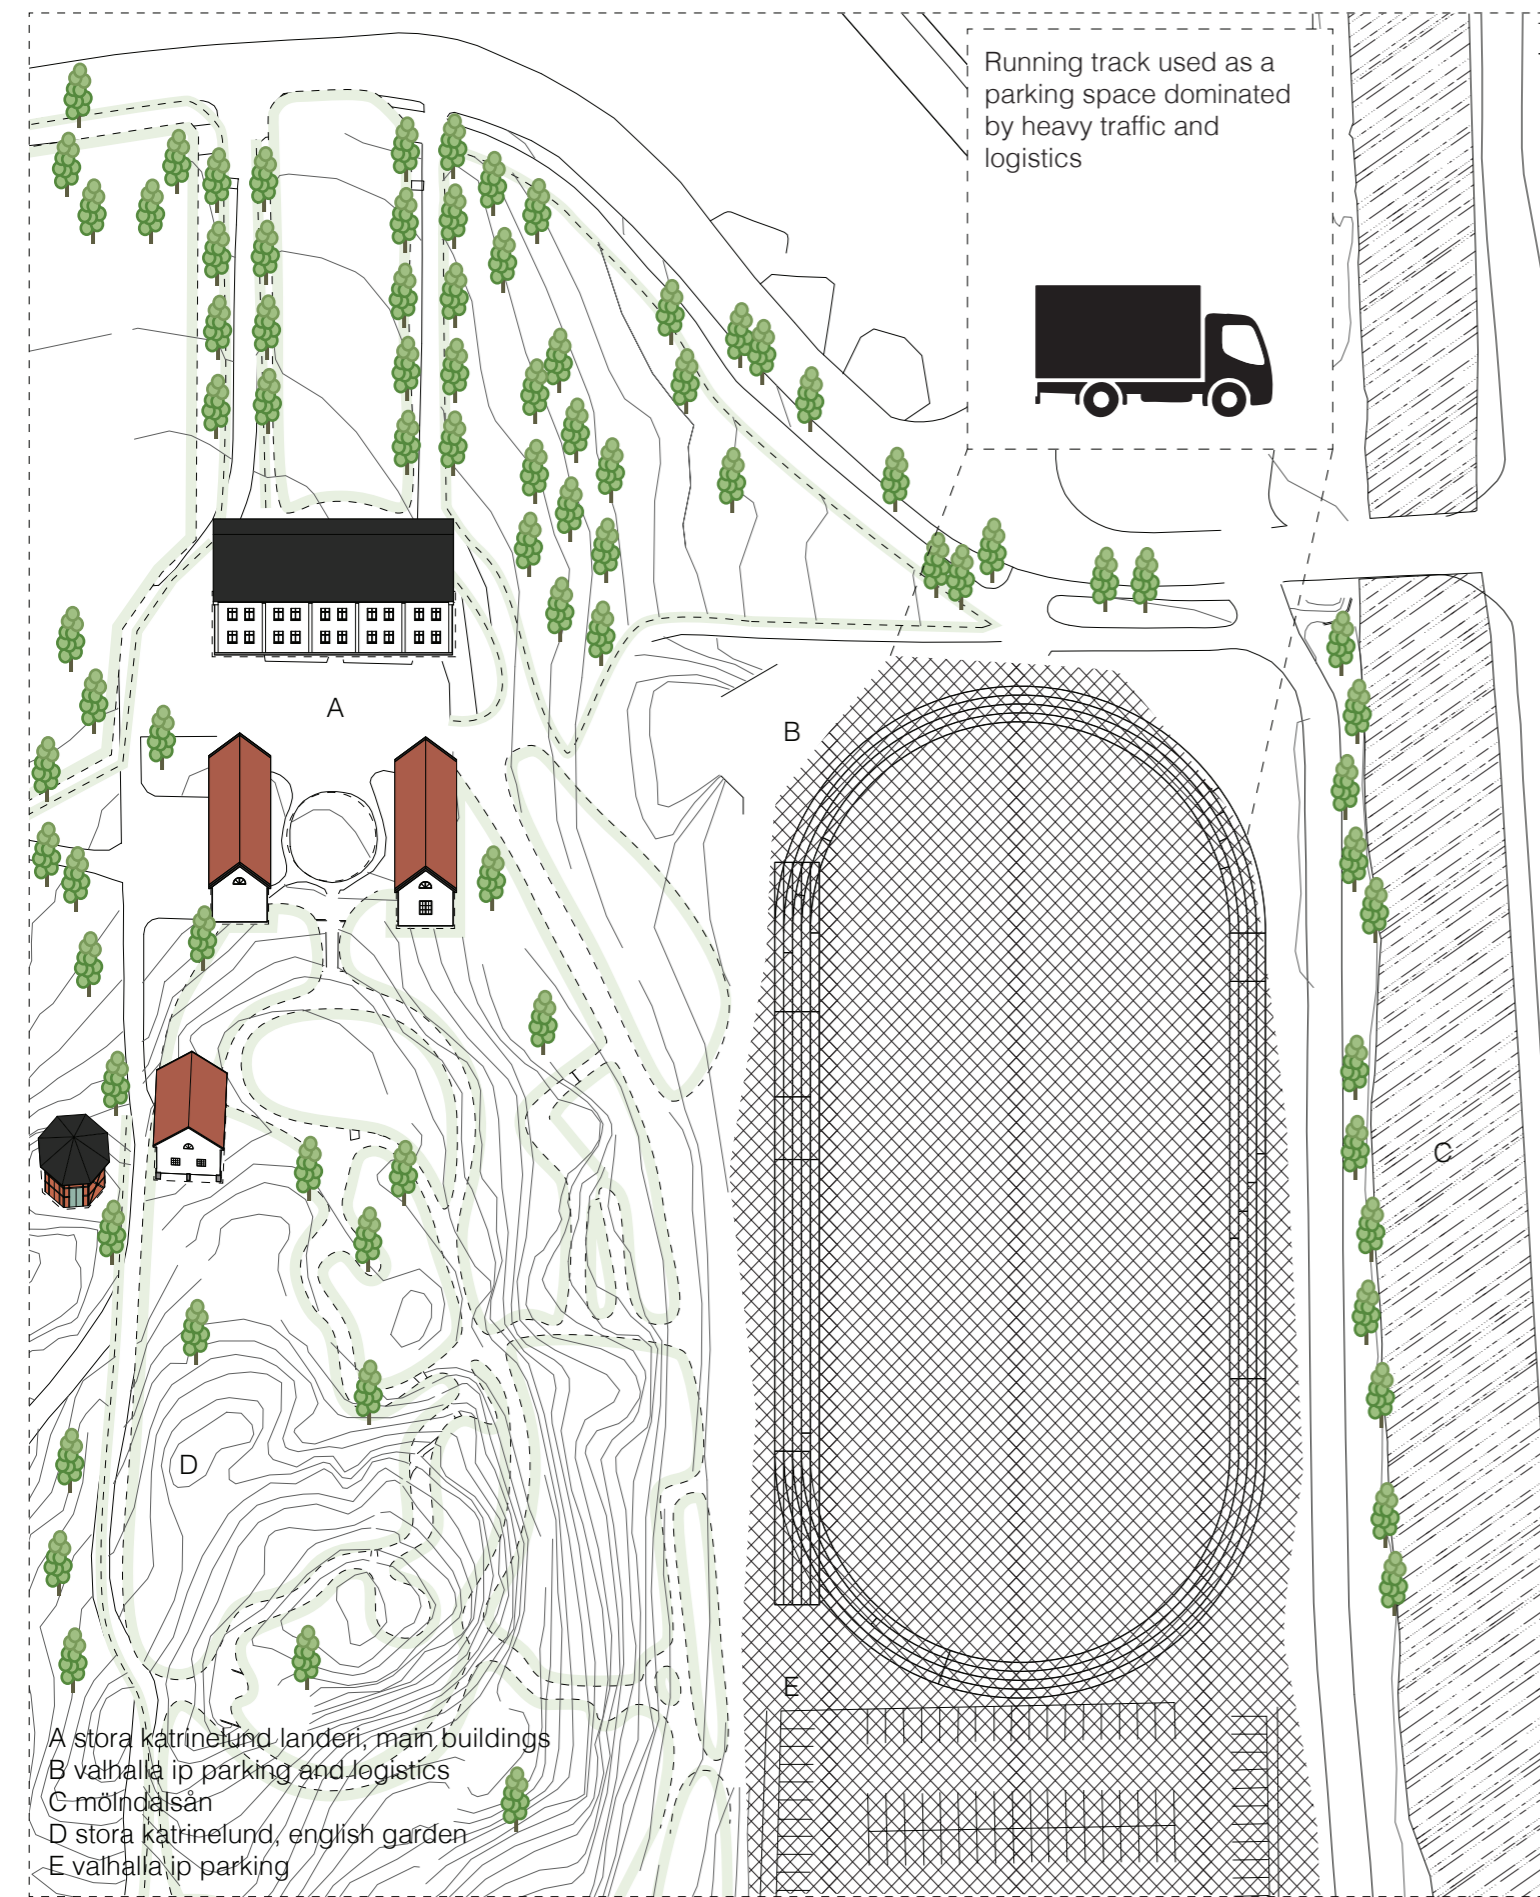 Running track used as a
parking space dominated
by heavy traffic and
logistics
A
B
C
D
E
A stora katrinelund landeri, main buildings
B valhalla ip parking and logistics
C mölndalsån
D stora katrinelund, english garden
E valhalla ip parking